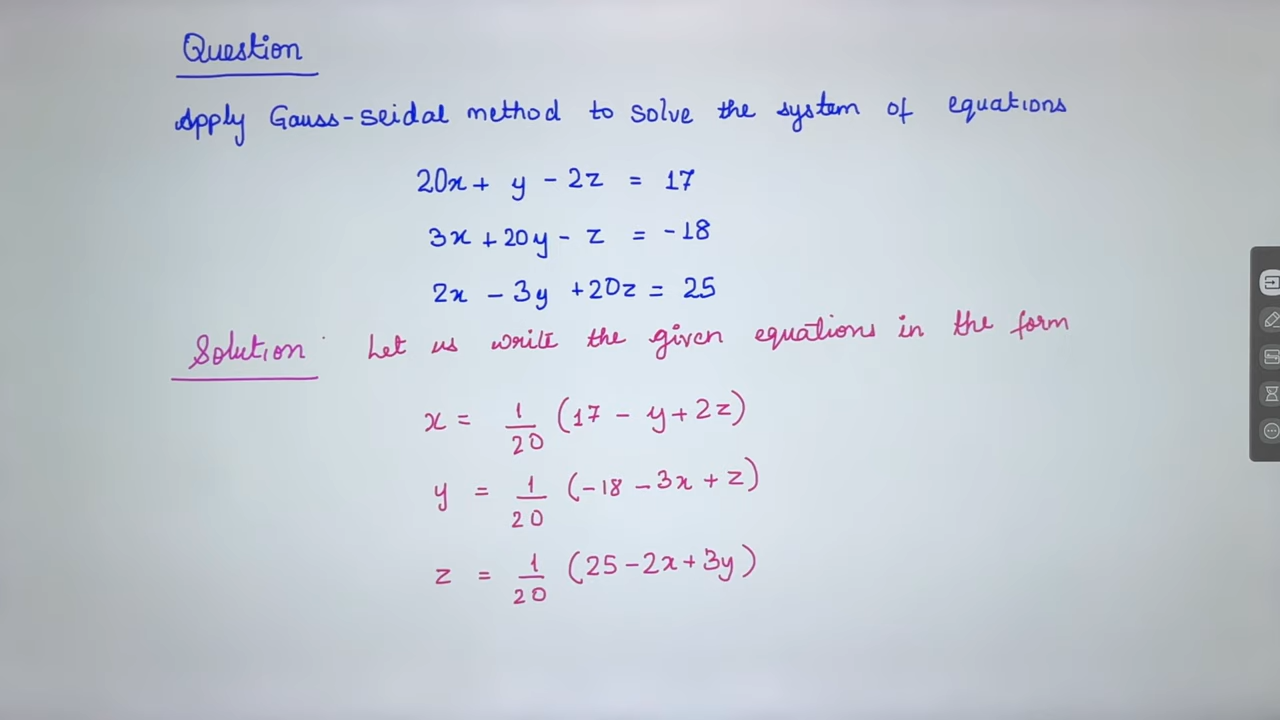 Question
Apply Gauss-seidal method to solve the system of equations
20x + y - 2z = 17
3x + 20y - z = -18
2x - 3y + 20z = 25
Solution Let us write the given equations in the form
x = 1/20 (17 - y + 2z)
y = 1/20 (-18 - 3x + z)
z = 1/20 (25 - 2x + 3y)